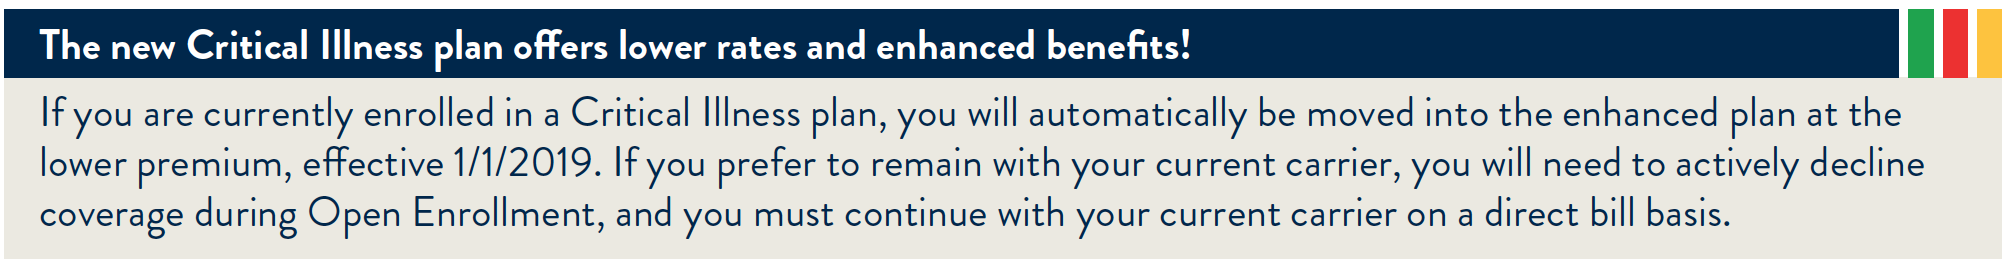 The new Critical Illness plan offers lower rates and enhanced benefits!
If you are currently enrolled in a Critical Illness plan, you will automatically be moved into the enhanced plan at the
lower premium, effective 1/1/2019. If you prefer to remain with your current carrier, you will need to actively decline
coverage during Open Enrollment, and you must continue with your current carrier on a direct bill basis.